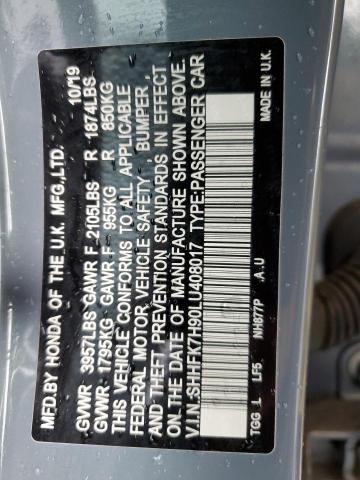 MFD.BY HONDA OF THE U.K. MFG.,LTD. 10/19
GVWR 3957LBS GAWR F 2105LBS R 1874LBS
GVWR 1795KG GAWR F 955KG R 850KG
THIS VEHICLE CONFORMS TO ALL APPLICABLE
FEDERAL MOTOR VEHICLE SAFETY, BUMPER,
AND THEFT PREVENTION STANDARDS IN EFFECT
ON THE DATE OF MANUFACTURE SHOWN ABOVE.
V.I.N.:SHHFK7H90LU408017 TYPE:PASSENGER CAR
TGG 1 LF5 NH877P A.U MADE IN U.K.